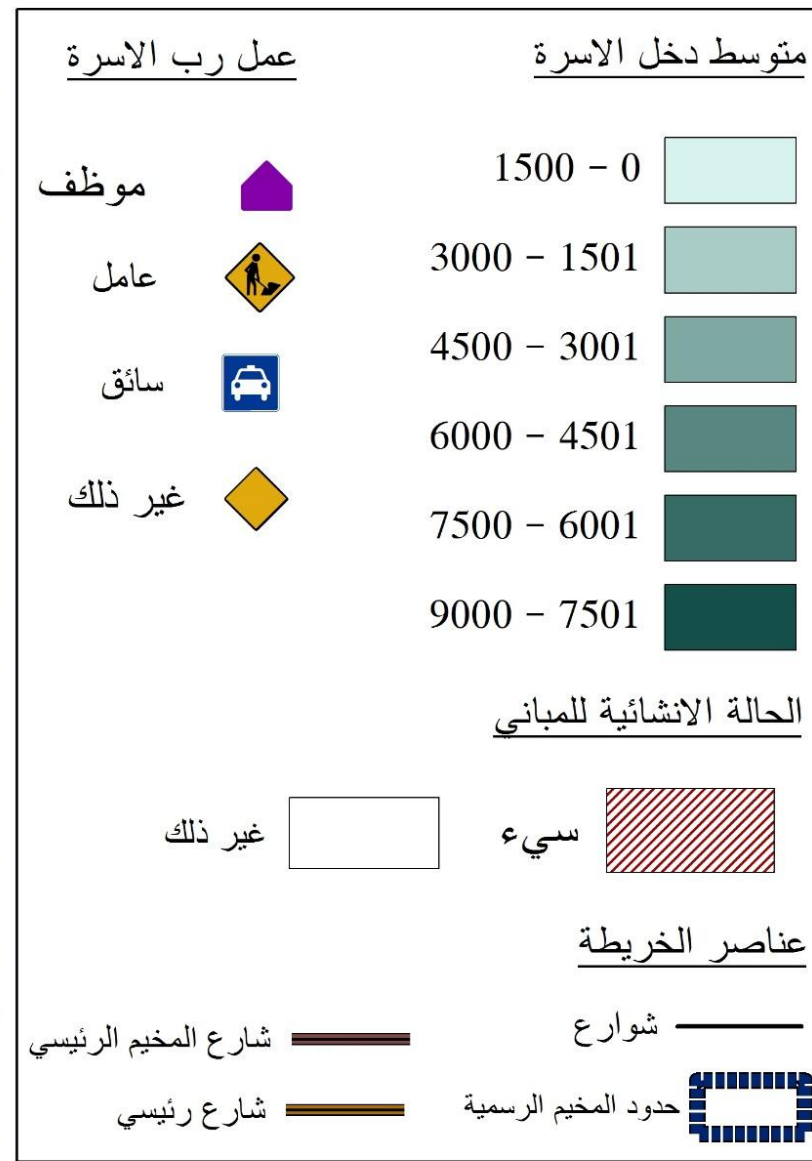 متوسط دخل الاسرة
1500 - 0
3000 - 1501
4500 - 3001
6000 - 4501
7500 - 6001
9000 - 7501
عمل رب الاسرة
موظف
عامل
سائق
غير ذلك
الحالة الانشائية للمباني
سيء
غير ذلك
عناصر الخريطة
شوارع
شارع المخيم الرئيسي
حدود المخيم الرسمية
شارع رئيسي